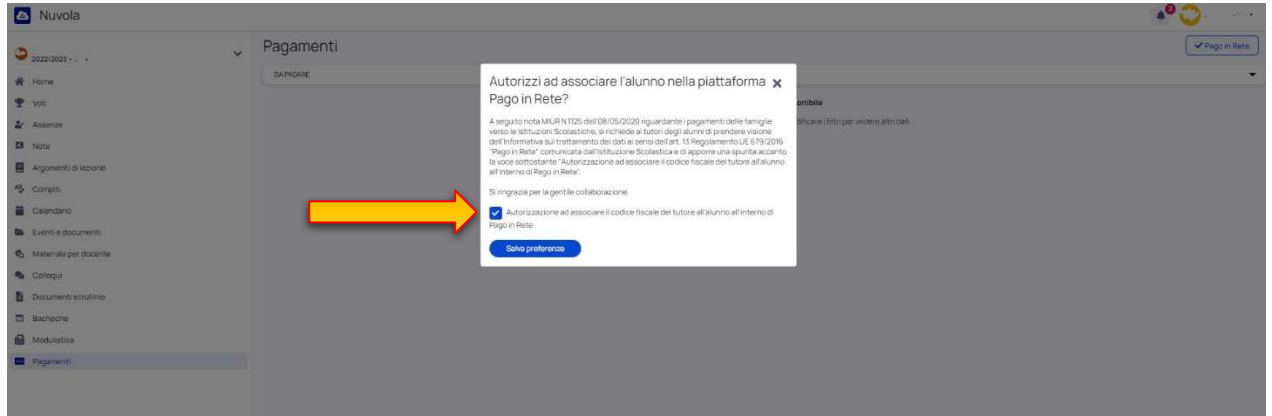 Nuvola
3
2022/2023
Home
Voti
Assenze
Note
Argomenti di lezione
Compiti
Calendario
Eventi e documenti
Materiale per docente
Colloqui
Documenti scrutinio
Bacheche
Modulistica
Pagamenti
Pagamenti
Pago in Rete
DA PAGARE
onibile
dificare i filtri per vedere altri dati.
Autorizzi ad associare l'alunno nella piattaforma
Pago in Rete?
A seguito nota MIUR N.1125 dell'08/05/2020 riguardante i pagamenti delle famiglie
verso le Istituzioni Scolastiche, si richiede ai tutori degli alunni di prendere visione
dell'informativa sul trattamento dei dati ai sensi dell'art. 13 Regolamento UE 679/2016
"Pago in Rete" comunicata dall'Istituzione Scolastica e di apporre una spunta accanto
la voce sottostante "Autorizzazione ad associare il codice fiscale del tutore all'alunno
all'interno di Pago in Rete".
Si ringrazia per la gentile collaborazione.
Autorizzazione ad associare il codice fiscale del tutore all'alunno all'interno di
Pago in Rete
Salva preferenze